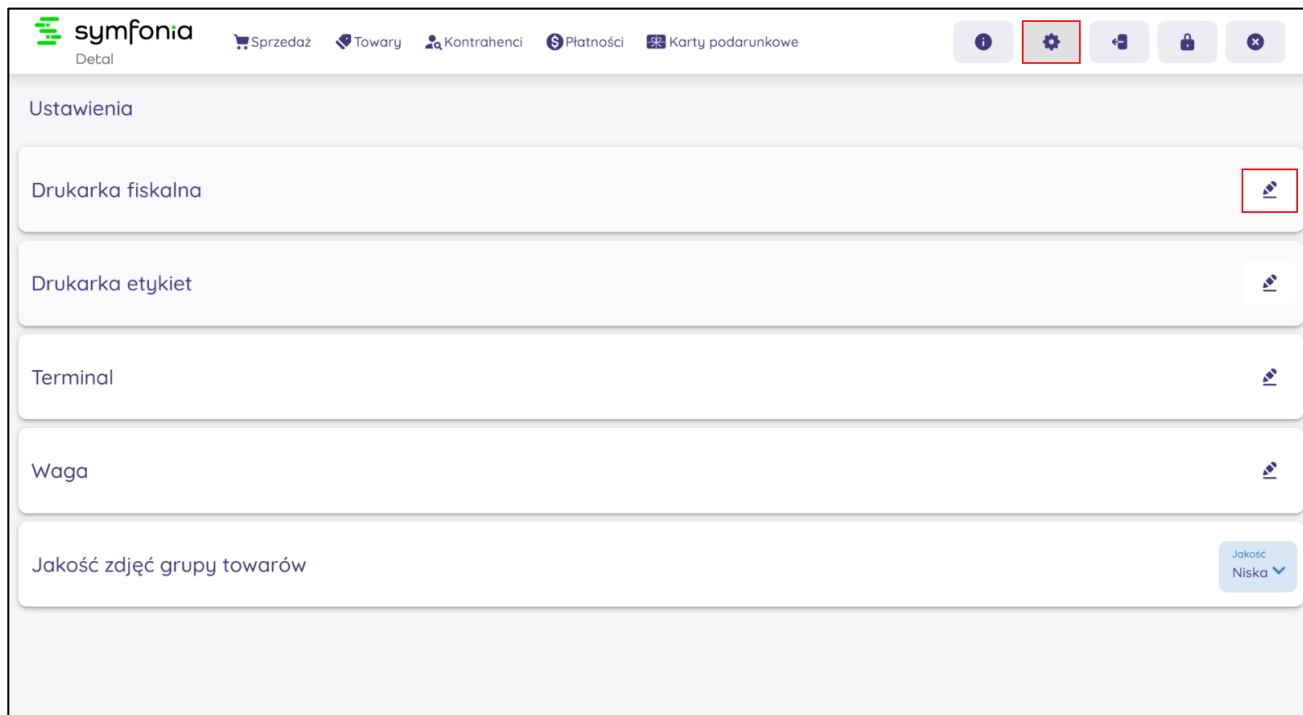 symfonia
Detal
Sprzedaż Towary Kontrahenci Płatności Karty podarunkowe
Ustawienia
Drukarka fiskalna
Drukarka etykiet
Terminal
Waga
Jakość zdjęć grupy towarów
Jakość
Niska